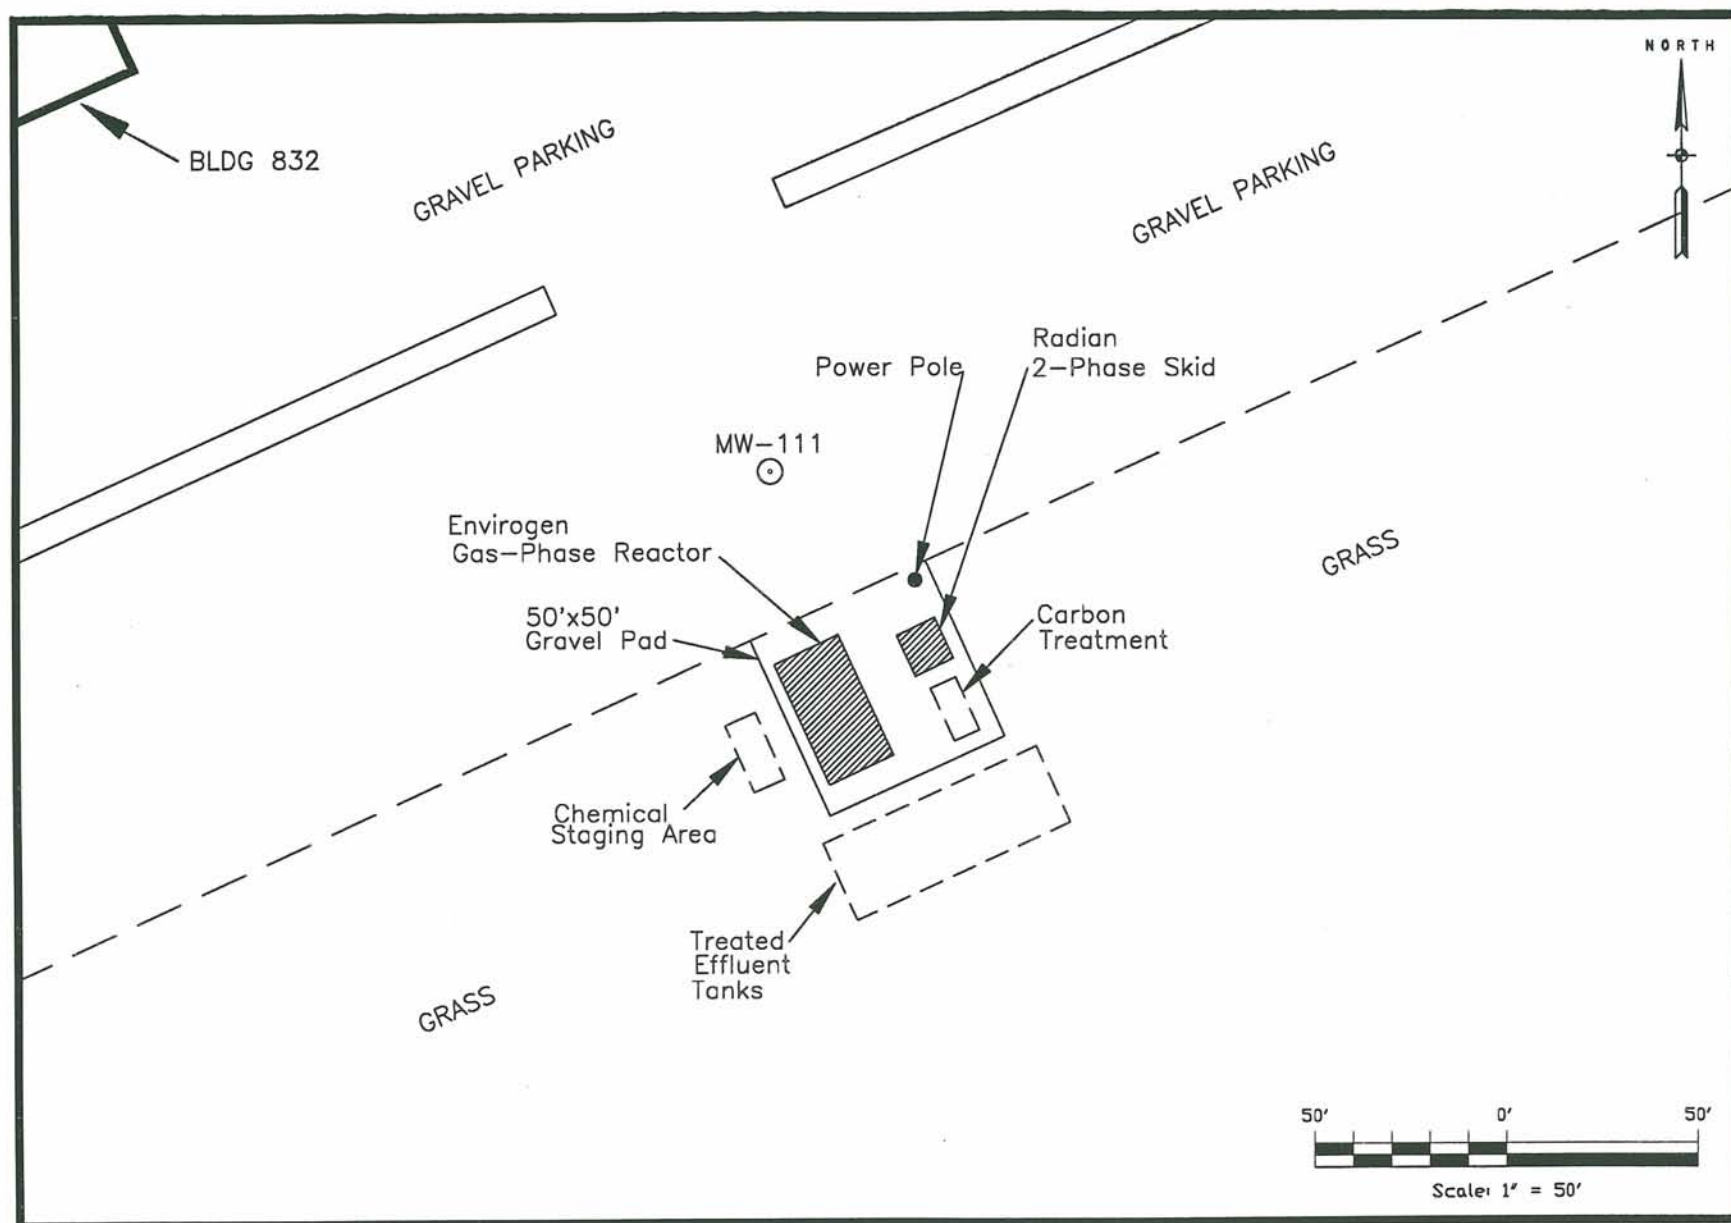 NORTH
BLDG 832
GRAVEL PARKING
GRAVEL PARKING
Radian
2-Phase Skid
Power Pole
MW-111
Envirogen
Gas-Phase Reactor
GRASS
50'x50'
Gravel Pad
Carbon
Treatment
Chemical
Staging Area
Treated
Effluent
Tanks
GRASS
50' 0' 50'
Scale: 1" = 50'